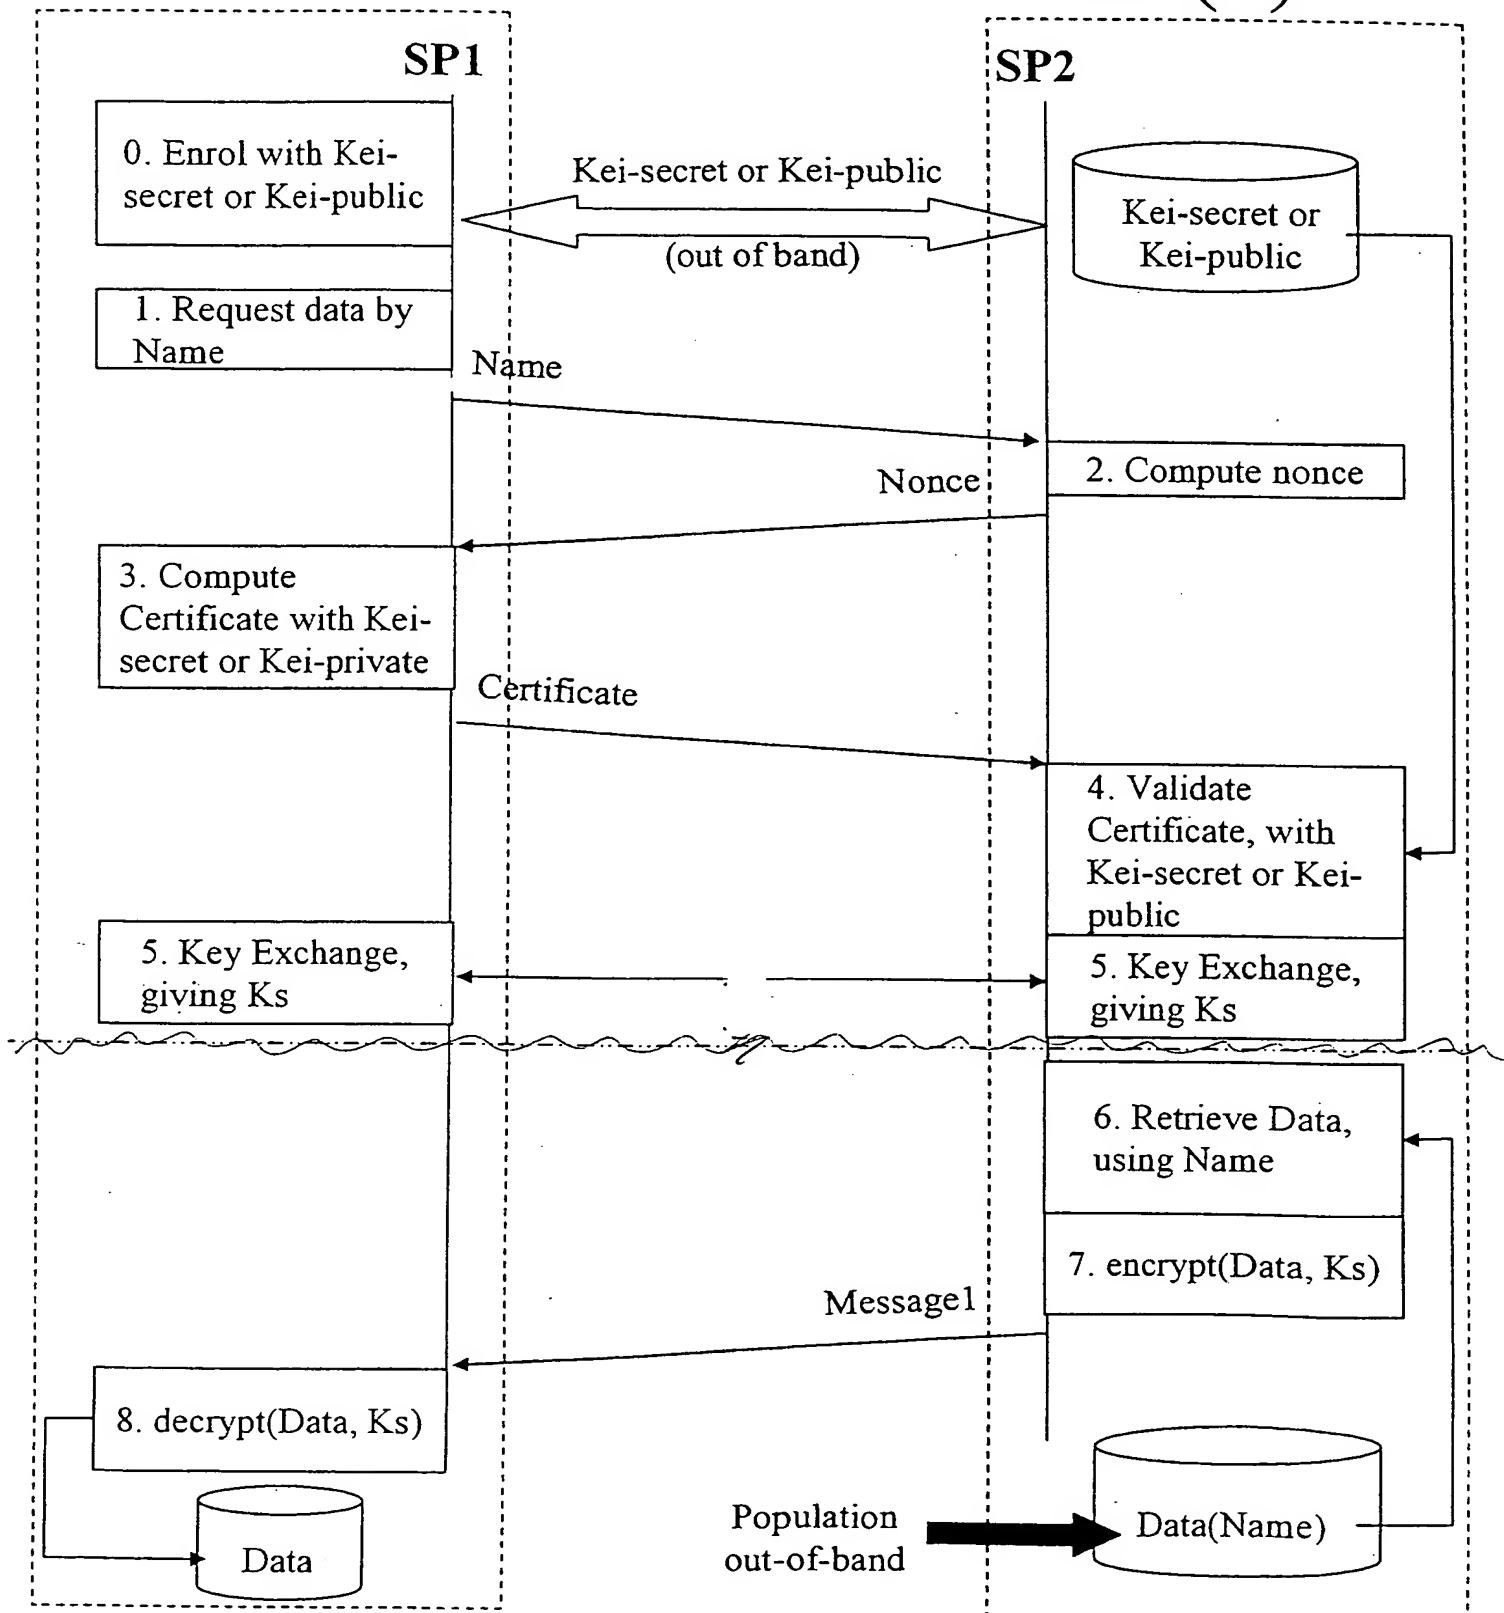 SP1
SP2
0. Enrol with Kei-
secret or Kei-public
Kei-secret or Kei-public
(out of band)
Kei-secret or
Kei-public
1. Request data by
Name
Name
2. Compute nonce
Nonce
3. Compute
Certificate with Kei-
secret or Kei-private
Certificate
4. Validate
Certificate, with
Kei-secret or Kei-
public
5. Key Exchange,
giving Ks
5. Key Exchange,
giving Ks
6. Retrieve Data,
using Name
7. encrypt(Data, Ks)
Message1
8. decrypt(Data, Ks)
Data
Population
out-of-band
Data(Name)